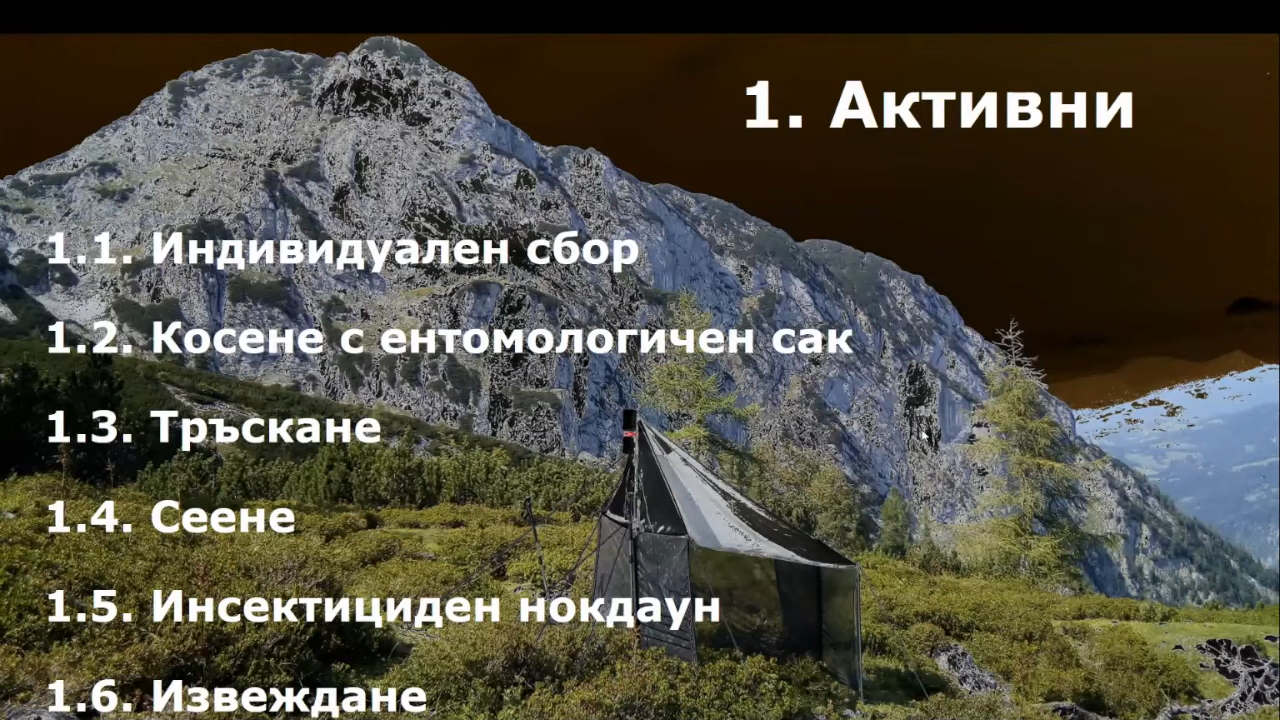 1. Активни
1.1. Индивидуален сбор
1.2. Косене с ентомологичен сак
1.3. Тръскане
1.4. Сеене
1.5. Инсектициден нокдаун
1.6. Извеждане